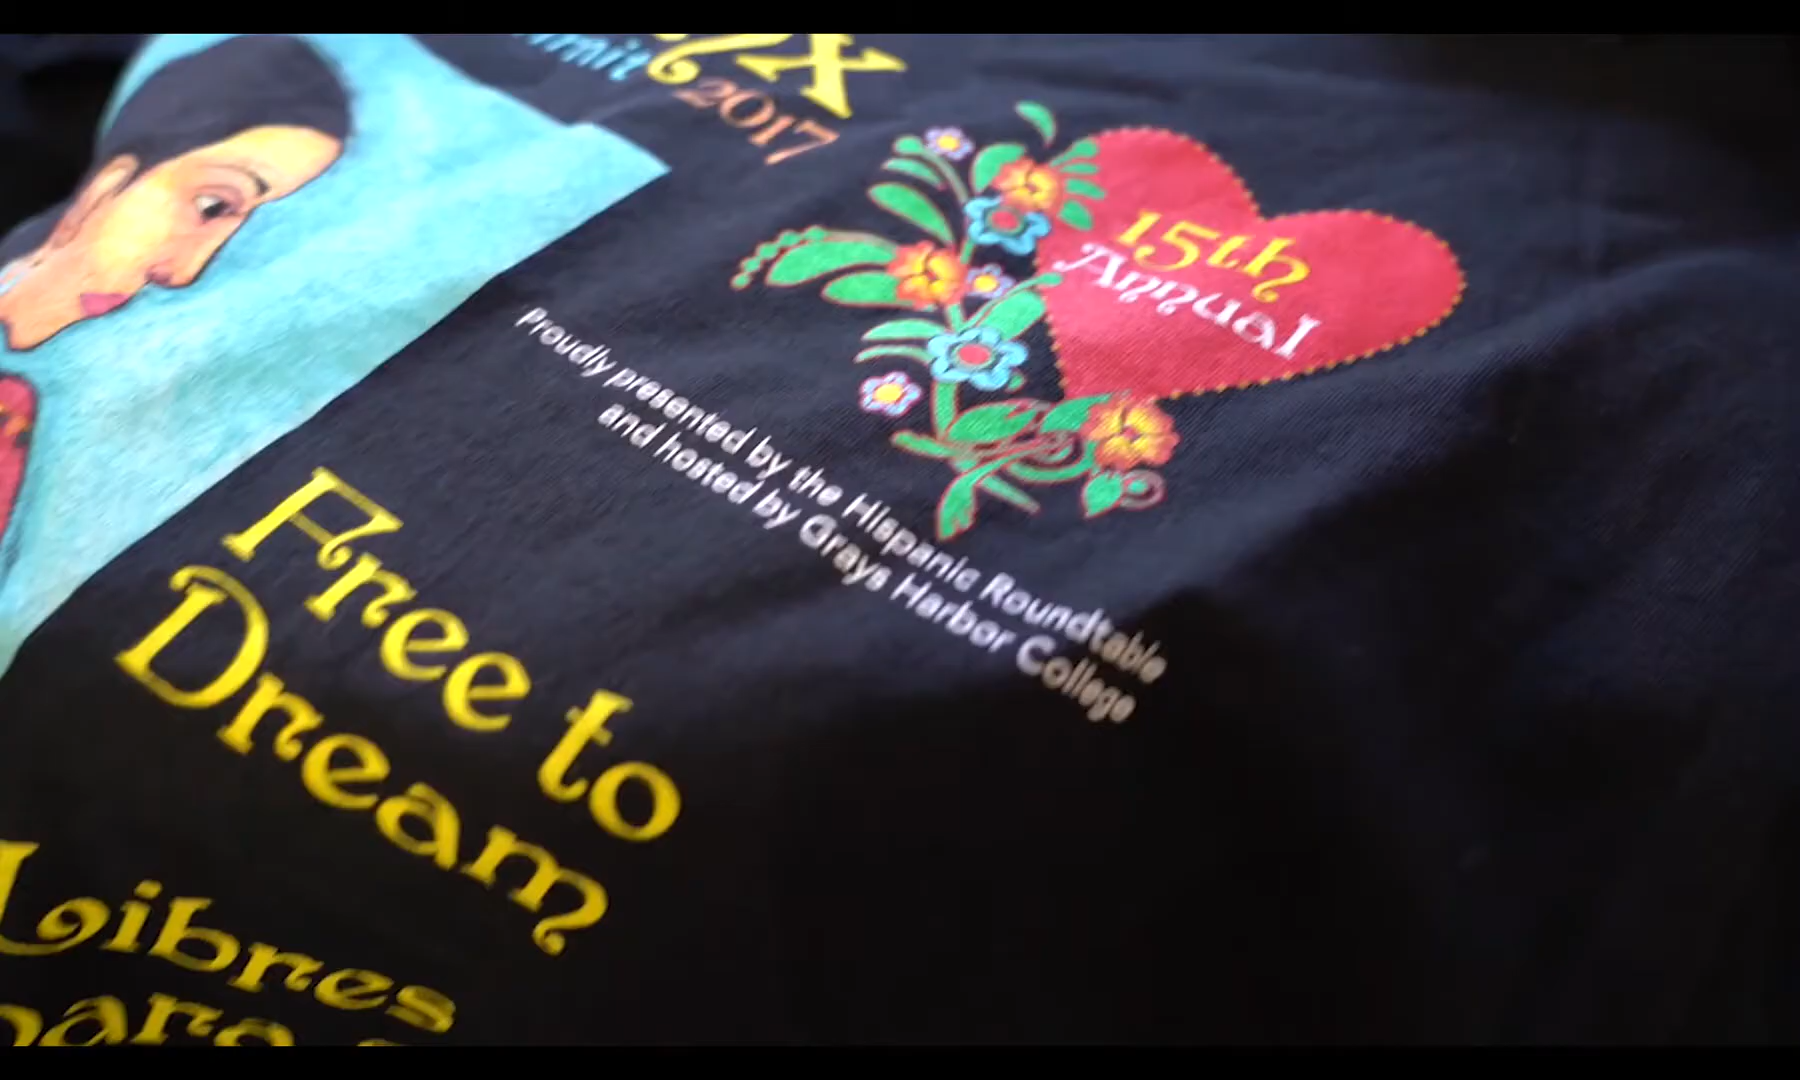 2017
15th
Annual
Proudly presented by the Hispanic Roundtable
and hosted by Grays Harbor College
Free to
Dream
Libres